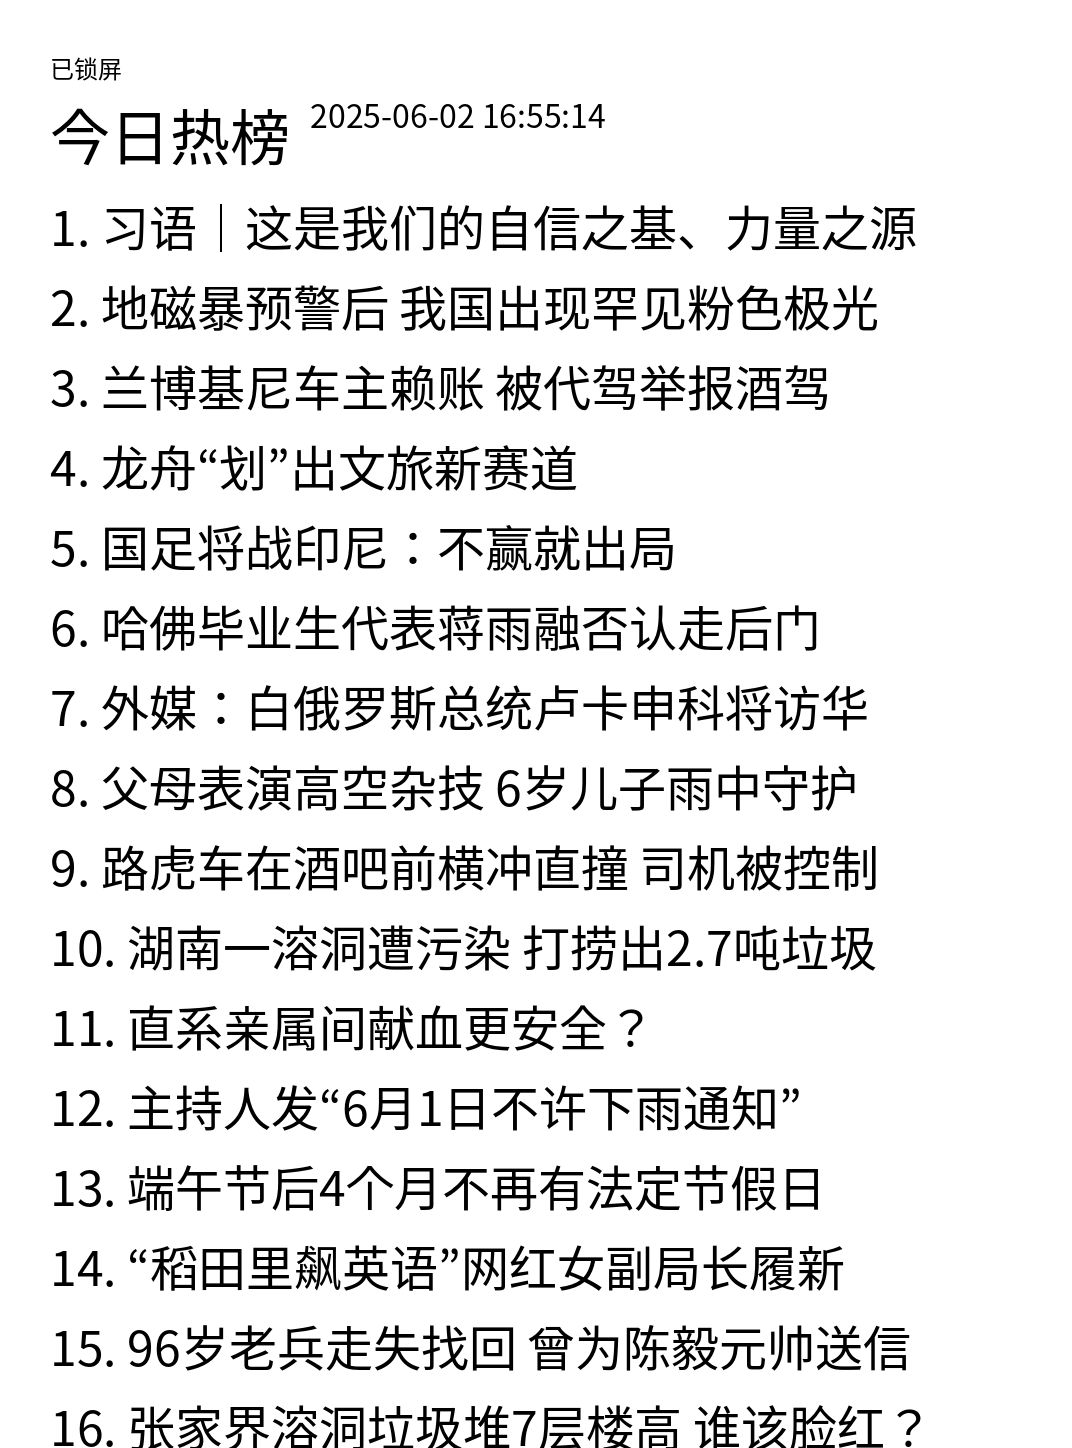 已锁屏
今日热榜 2025-06-02 16:55:14
1. 习语｜这是我们的自信之基、力量之源
2. 地磁暴预警后 我国出现罕见粉色极光
3. 兰博基尼车主赖账 被代驾举报酒驾
4. 龙舟“划”出文旅新赛道
5. 国足将战印尼：不赢就出局
6. 哈佛毕业生代表蒋雨融否认走后门
7. 外媒：白俄罗斯总统卢卡申科将访华
8. 父母表演高空杂技 6岁儿子雨中守护
9. 路虎车在酒吧前横冲直撞 司机被控制
10. 湖南一溶洞遭污染 打捞出2.7吨垃圾
11. 直系亲属间献血更安全？
12. 主持人发“6月1日不许下雨通知”
13. 端午节后4个月不再有法定节假日
14. “稻田里飙英语”网红女副局长履新
15. 96岁老兵走失找回 曾为陈毅元帅送信
16. 张家界溶洞垃圾堆7层楼高 谁该脸红？